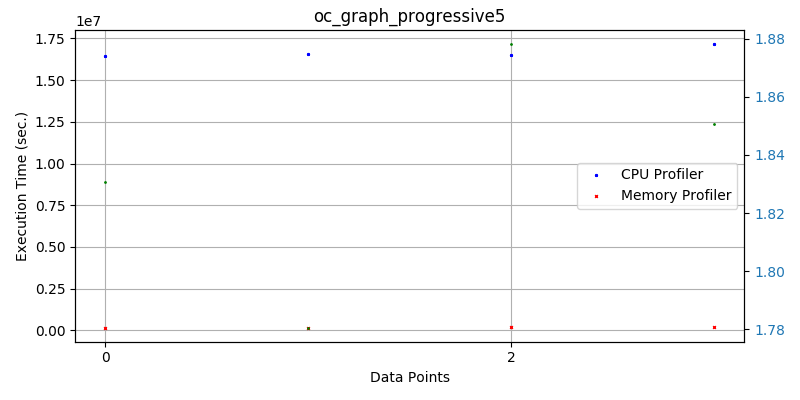 oc_graph_progressive5
1e7
1.75
1.50
1.25
1.00
0.75
0.50
0.25
0.00
Execution Time (sec.)
1.88
1.86
1.84
1.82
1.80
1.78
CPU Profiler
Memory Profiler
0
2
Data Points